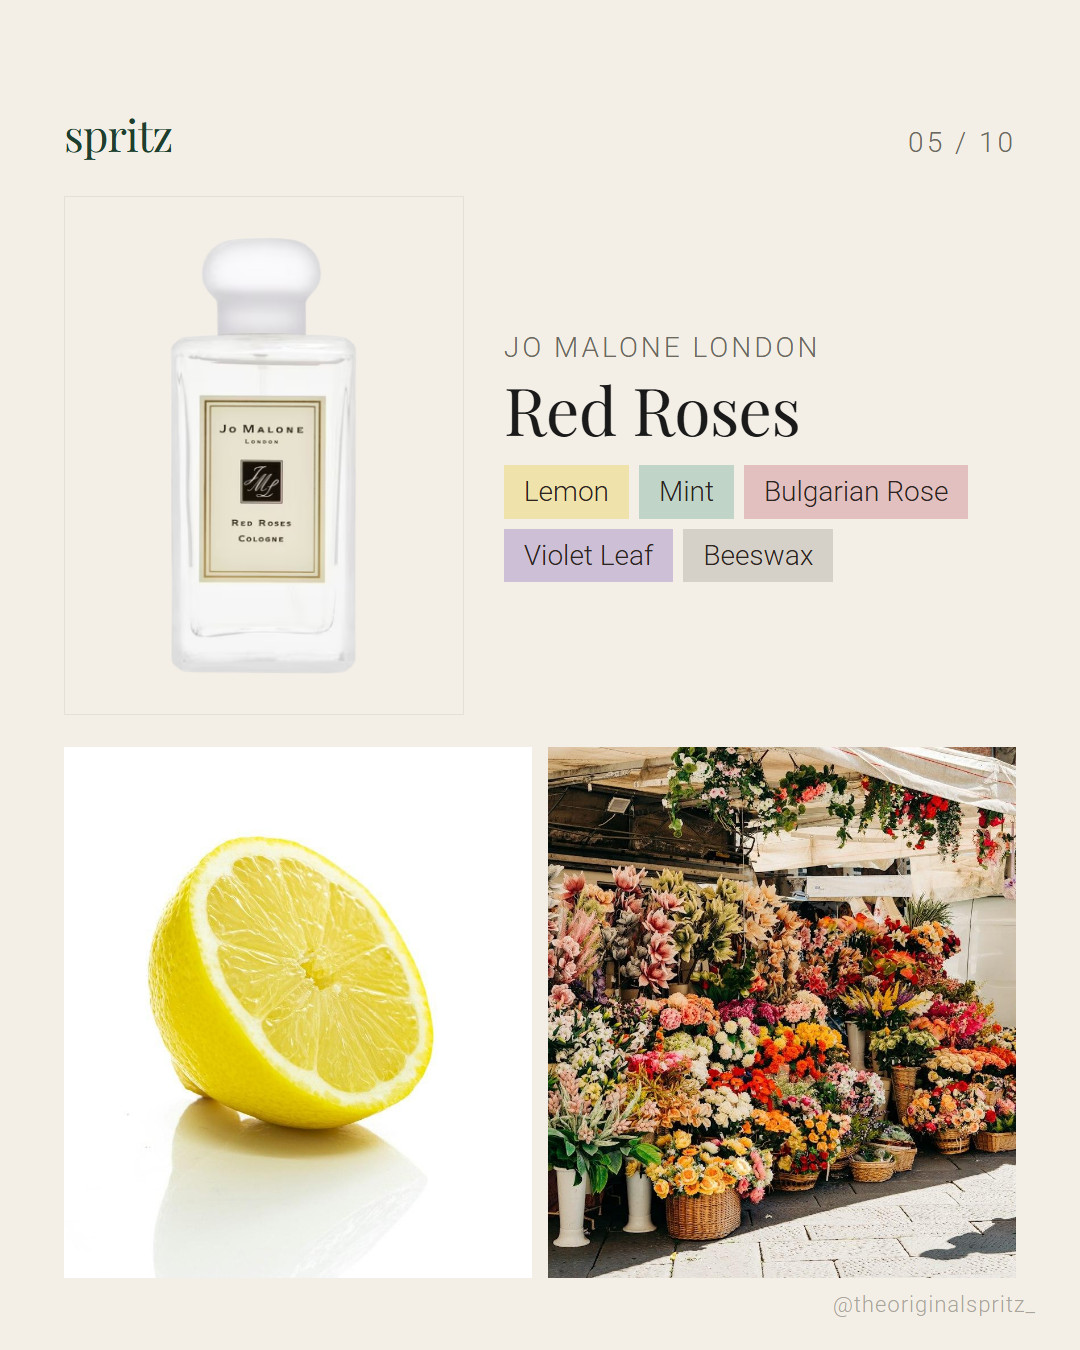 spritz
05 / 10
JO MALONE
LONDON
JML
RED ROSES
COLOGNE
JO MALONE LONDON
Red Roses
Lemon
Mint
Bulgarian Rose
Violet Leaf
Beeswax
@theoriginalspritz_